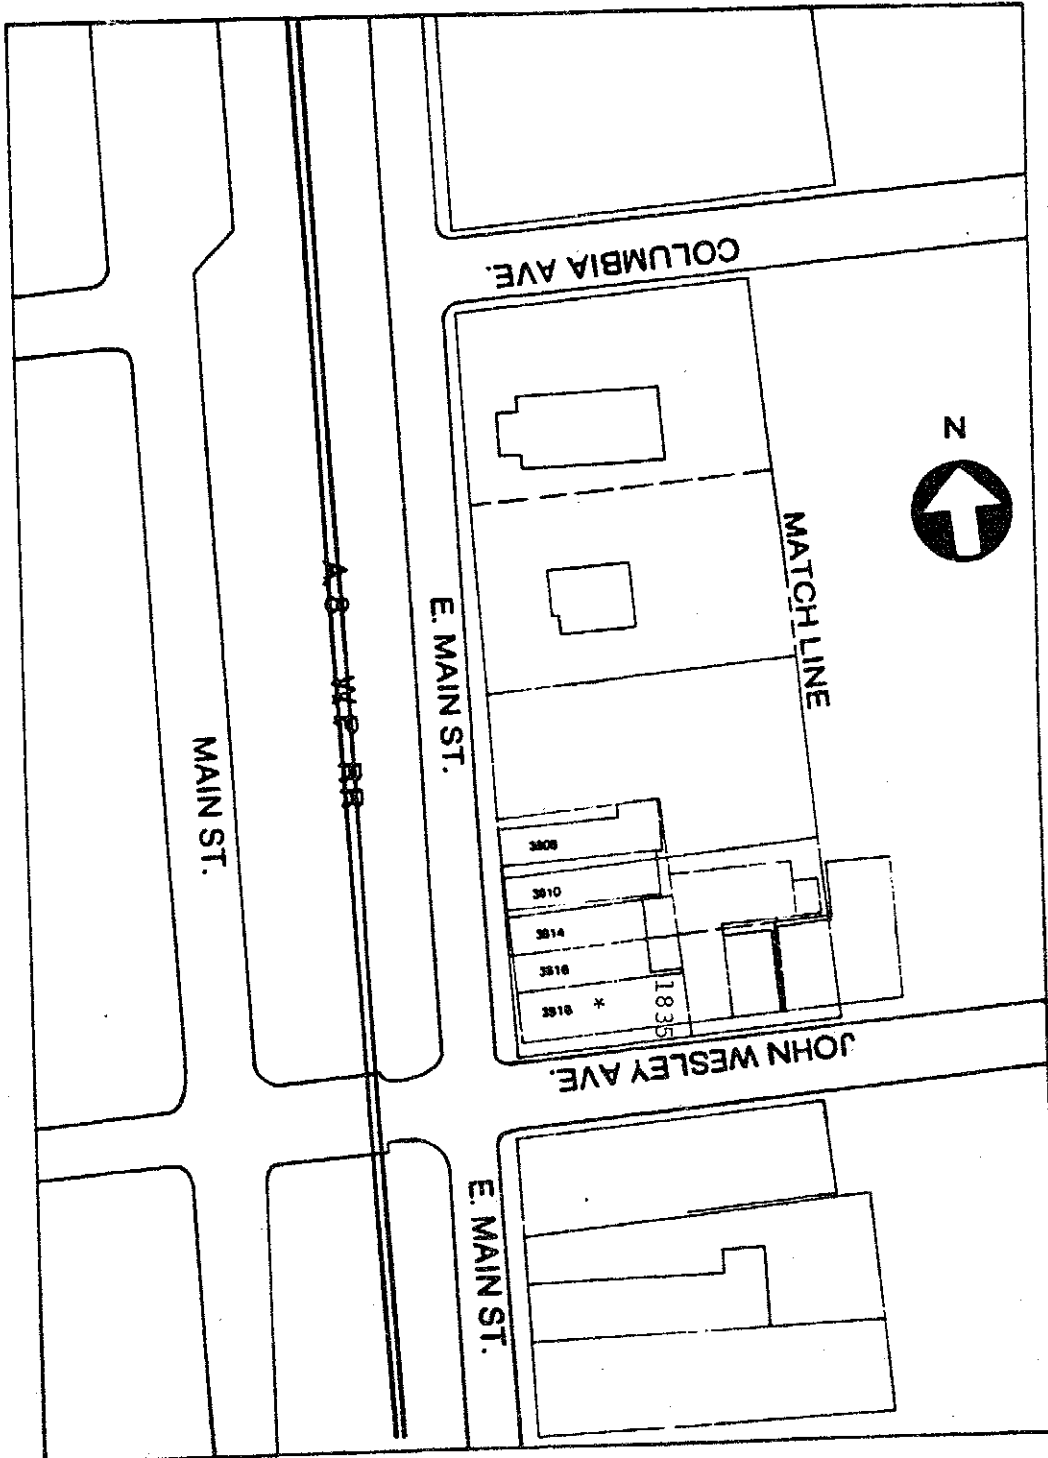 COLUMBIA AVE.
N
MATCH LINE
A & W P RR
E. MAIN ST.
MAIN ST.
3808
3810
3814
3816
3818 *
1835
JOHN WESLEY AVE.
E. MAIN ST.